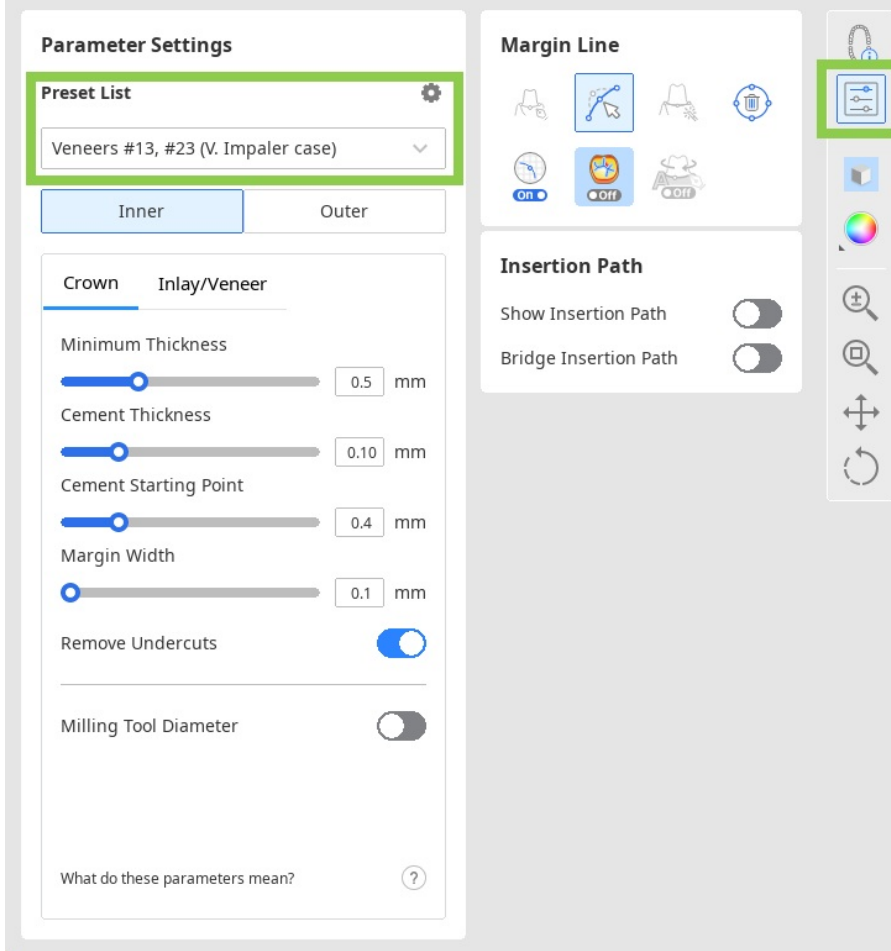 Parameter Settings
Preset List
Veneers #13, #23 (V. Impaler case)
Inner Outer
Crown Inlay/Veneer
Minimum Thickness
0.5 mm
Cement Thickness
0.10 mm
Cement Starting Point
0.4 mm
Margin Width
0.1 mm
Remove Undercuts
Milling Tool Diameter
What do these parameters mean? ?
Margin Line
On Off Off
Insertion Path
Show Insertion Path
Bridge Insertion Path